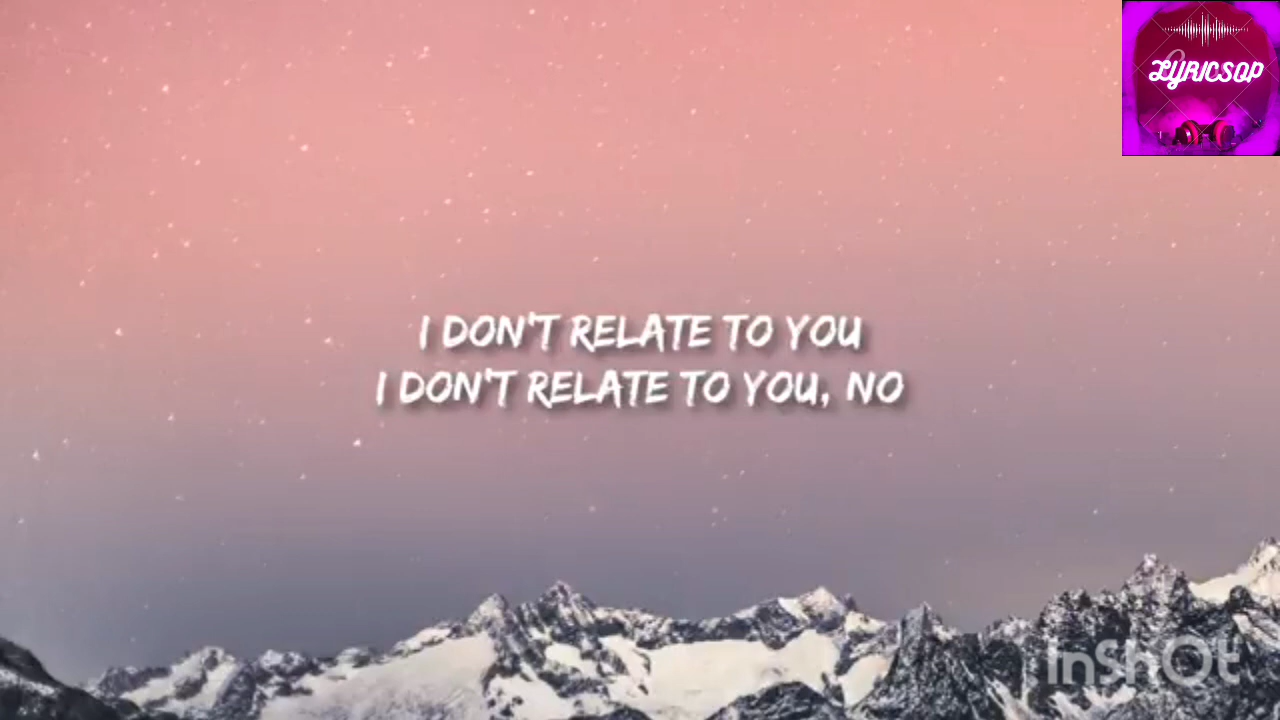 LYRICSOP
I DON'T RELATE TO YOU
I DON'T RELATE TO YOU, NO
InShOt